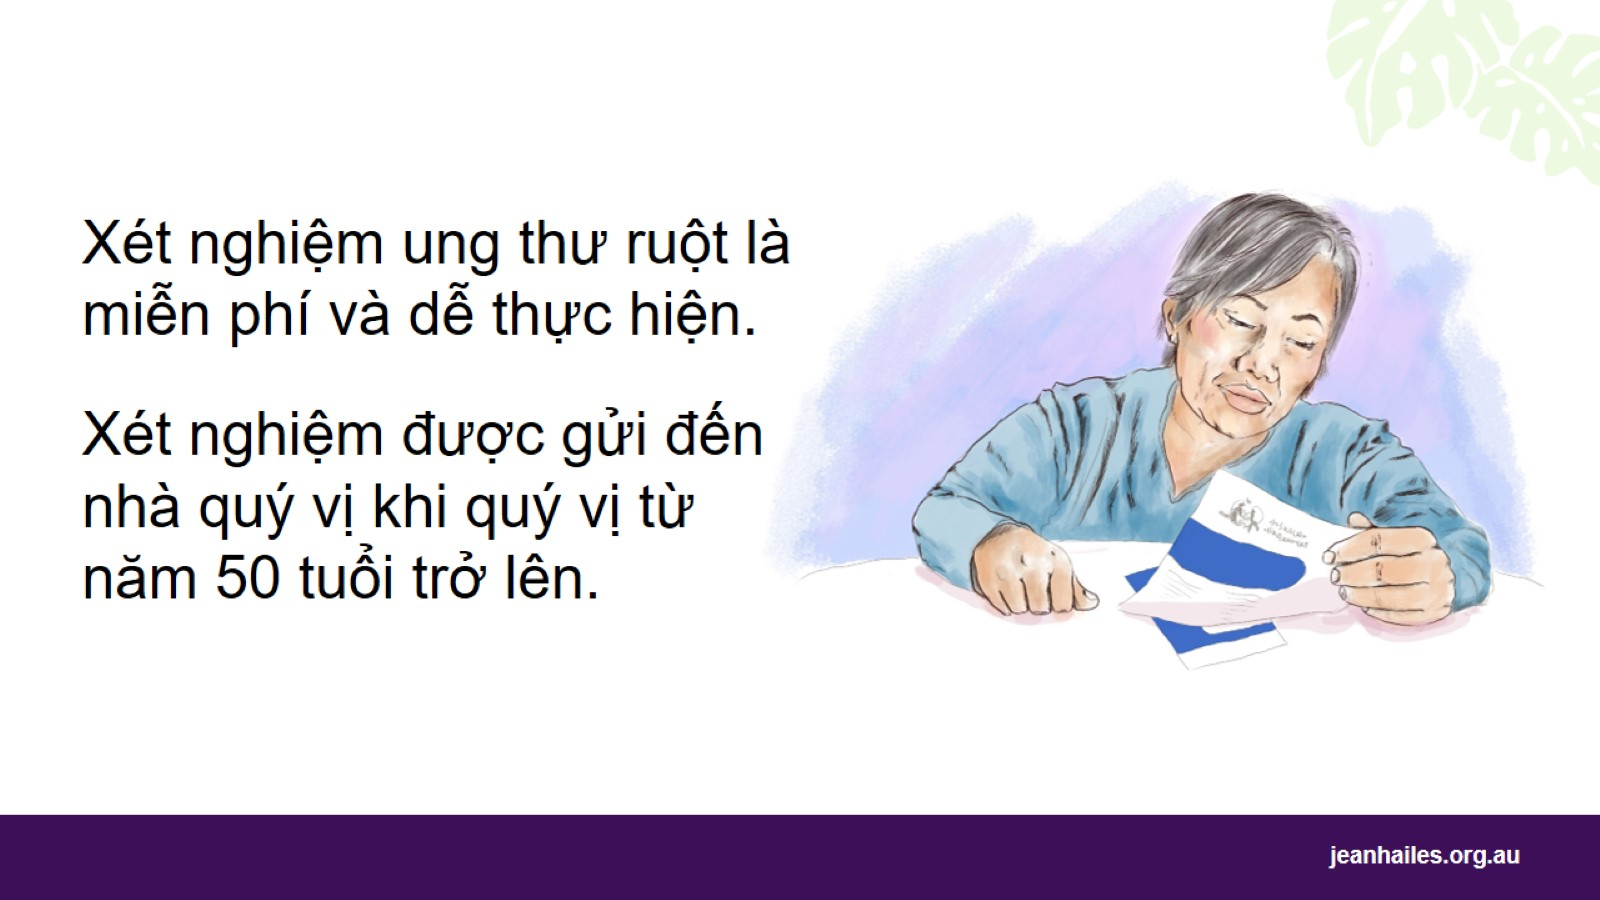 Xét nghiệm ung thư ruột là
miễn phí và dễ thực hiện.
Xét nghiệm được gửi đến
nhà quý vị khi quý vị từ
năm 50 tuổi trở lên.
jeanhailes.org.au